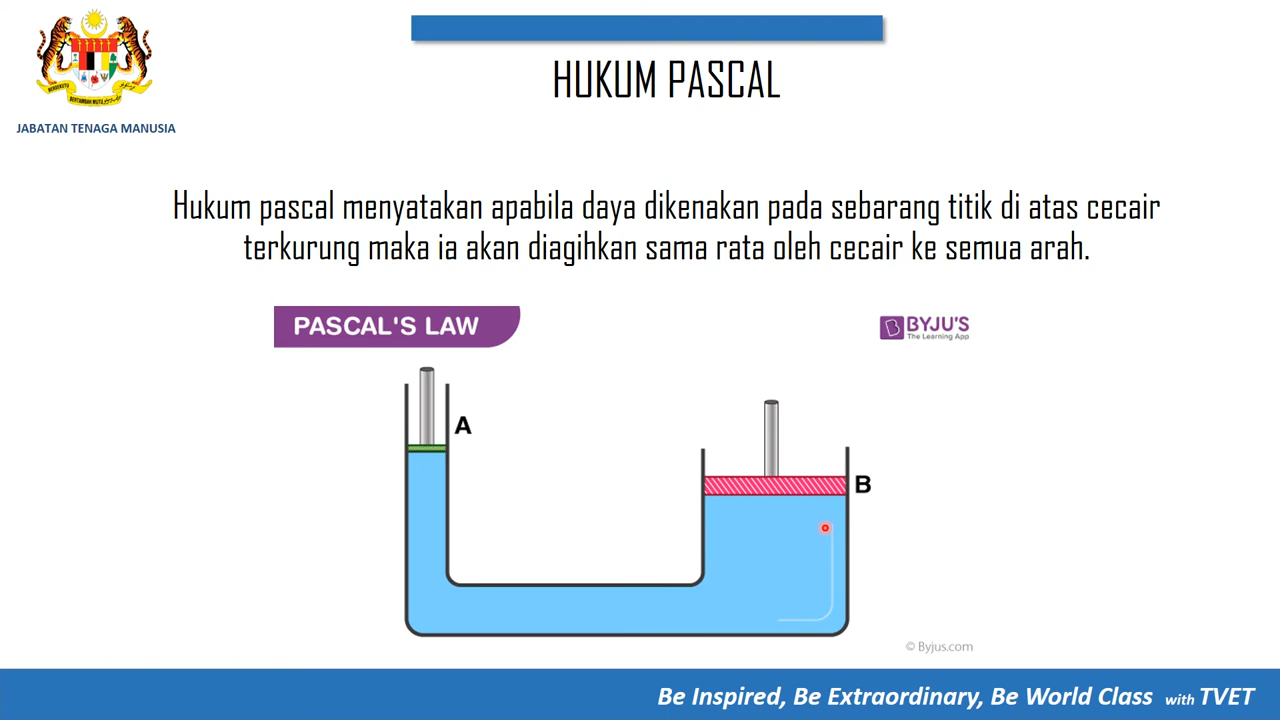 JABATAN TENAGA MANUSIA
HUKUM PASCAL
Hukum pascal menyatakan apabila daya dikenakan pada sebarang titik di atas cecair
terkurung maka ia akan diagihkan sama rata oleh cecair ke semua arah.
PASCAL'S LAW
BYJU'S
The Learning App
A
B
© Byjus.com
Be Inspired, Be Extraordinary, Be World Class with TVET